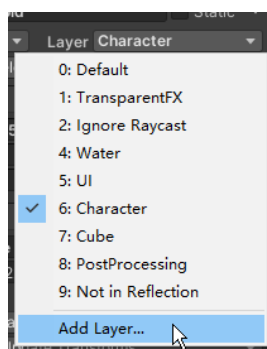 Static
Layer Character
0: Default
1: TransparentFX
2: Ignore Raycast
4: Water
5: UI
6: Character
7: Cube
8: PostProcessing
9: Not in Reflection
Add Layer...